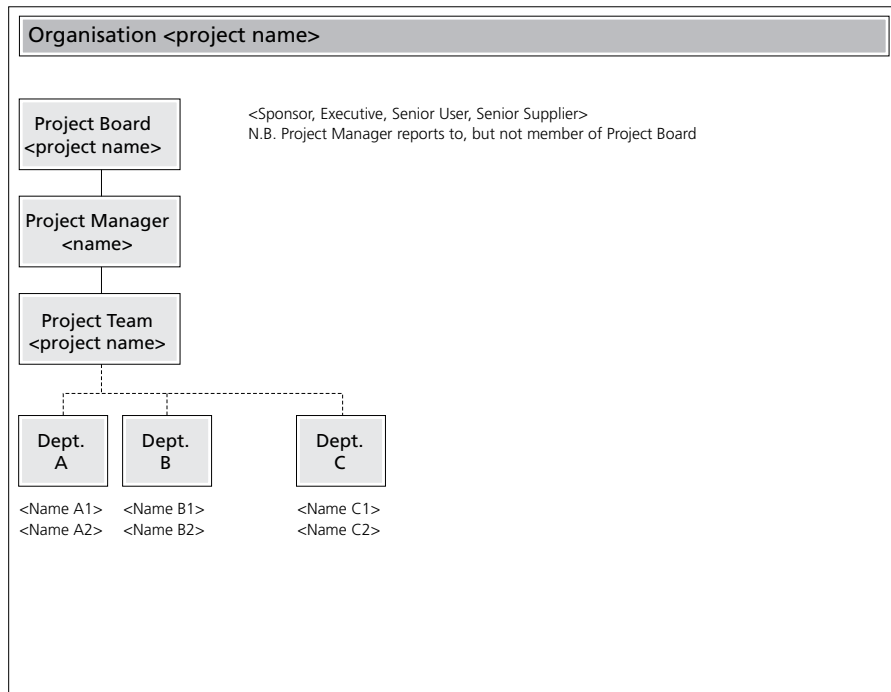 Organisation <project name>
Project Board
<project name>
<Sponsor, Executive, Senior User, Senior Supplier>
N.B. Project Manager reports to, but not member of Project Board
Project Manager
<name>
Project Team
<project name>
Dept.
A
Dept.
B
Dept.
C
<Name A1>
<Name A2>
<Name B1>
<Name B2>
<Name C1>
<Name C2>